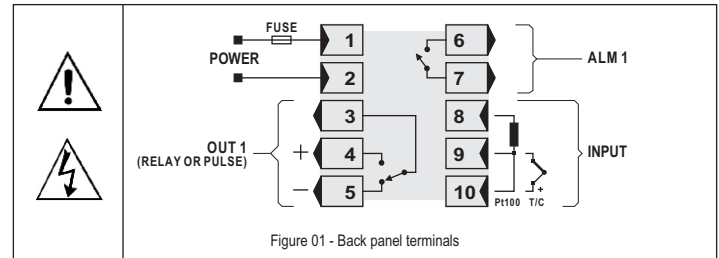 FUSE
POWER
1
2
3
4
5
OUT 1
(RELAY OR PULSE)
+
−
6
7
8
9
10
ALM 1
INPUT
Pt100
T/C
+
Figure 01 - Back panel terminals